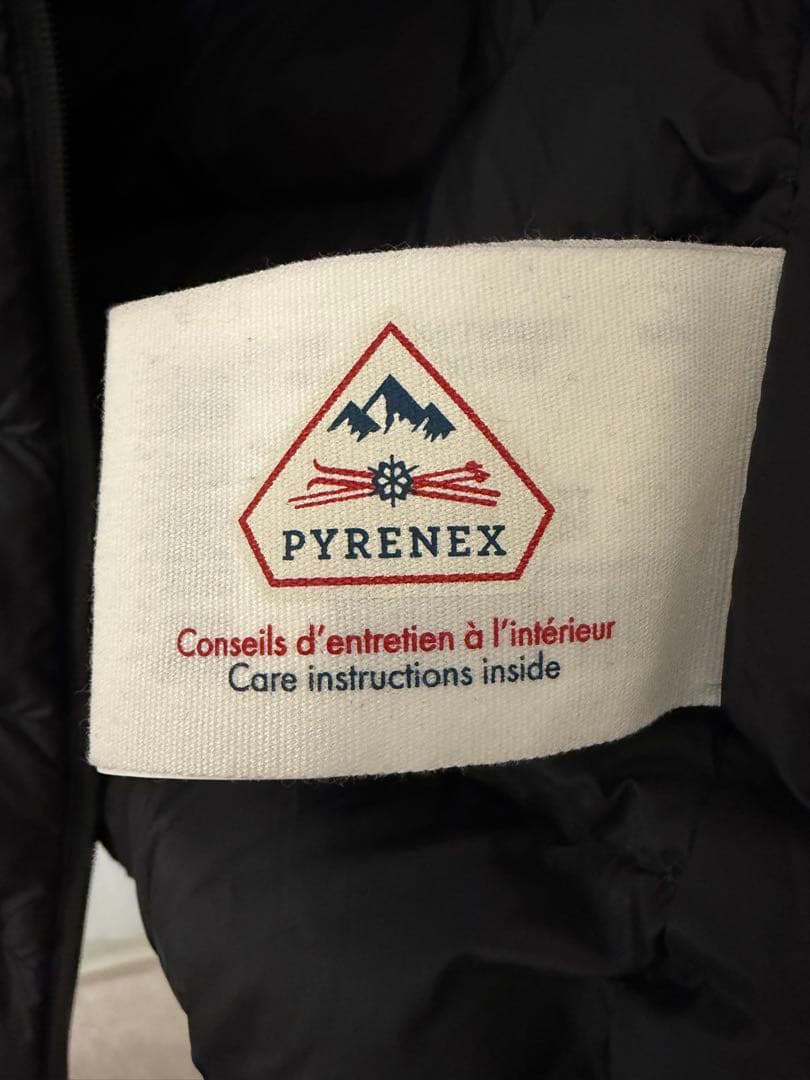 PYRENEX
Conseils d'entretien à l'intérieur
Care instructions inside